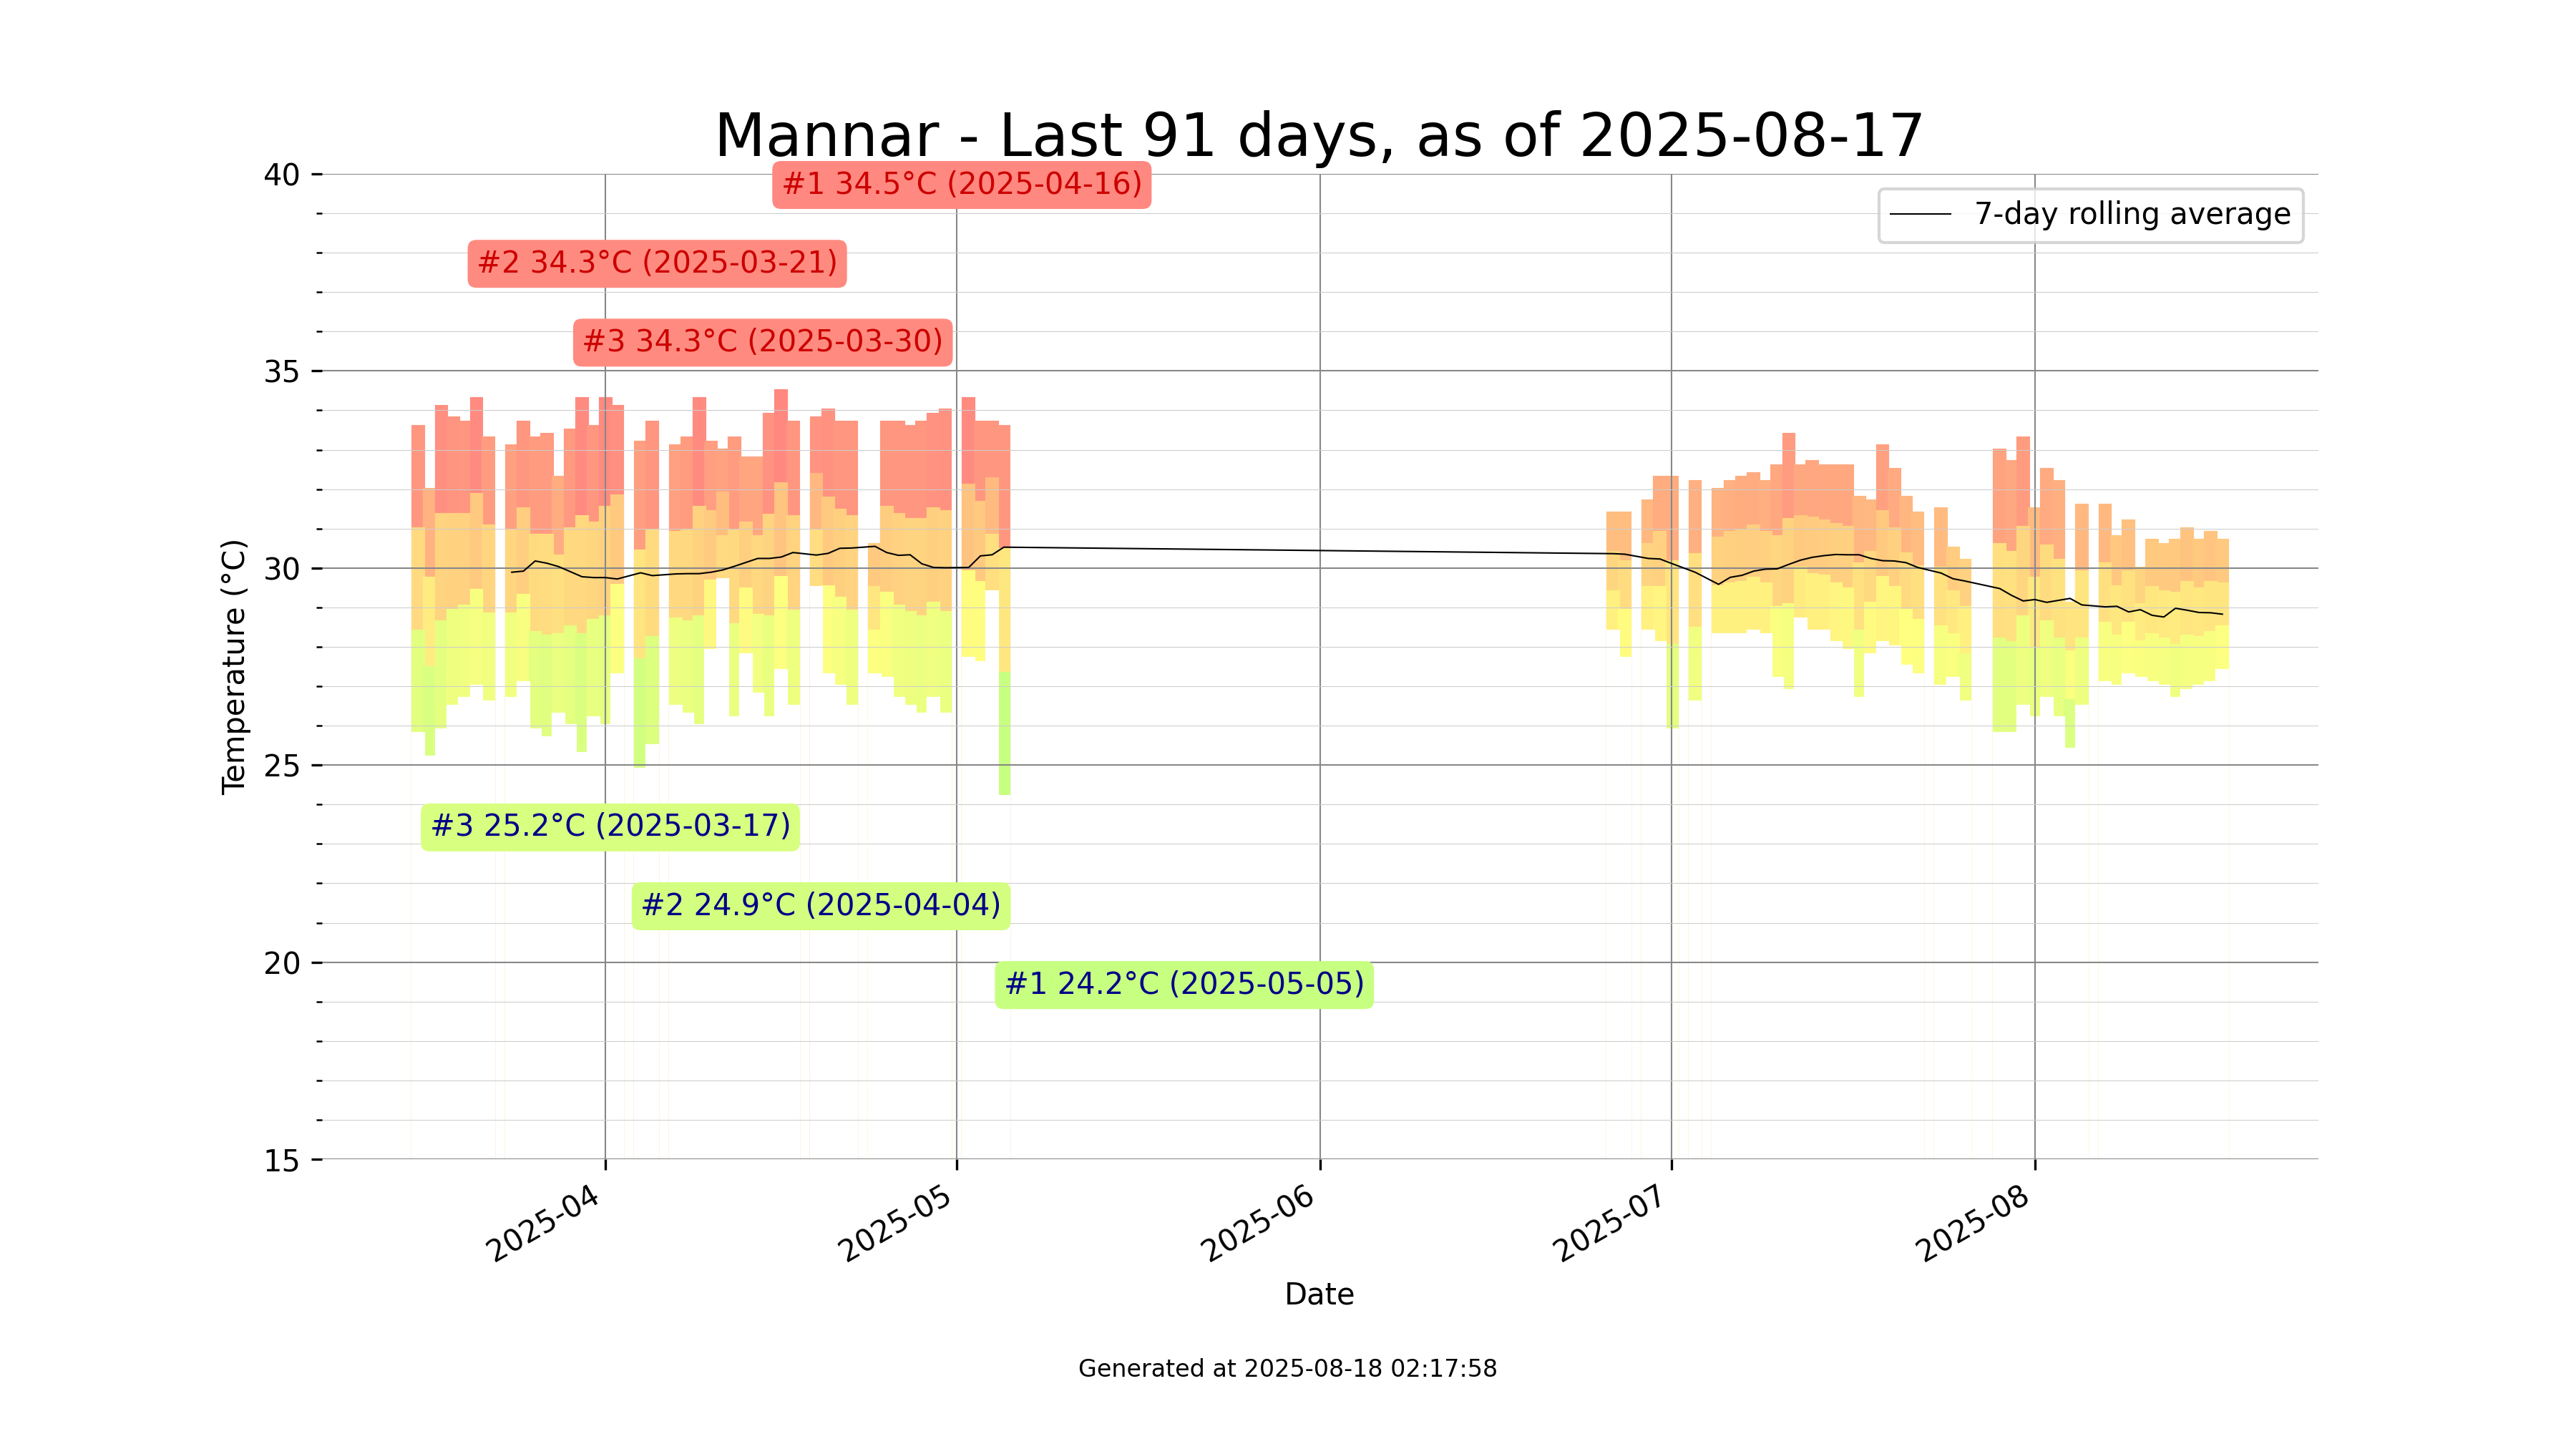 Mannar - Last 91 days, as of 2025-08-17
40
#1 34.5°C (2025-04-16)
7-day rolling average
#2 34.3°C (2025-03-21)
#3 34.3°C (2025-03-30)
35
30
Temperature (°C)
25
#3 25.2°C (2025-03-17)
#2 24.9°C (2025-04-04)
20
#1 24.2°C (2025-05-05)
15
2025-04
2025-05
2025-06
2025-07
2025-08
Date
Generated at 2025-08-18 02:17:58